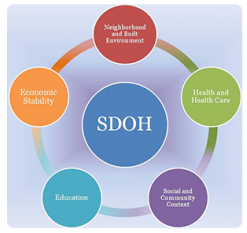 Neighborhood
and Built
Environment
Economic
Stability
Health and
Health Care
SDOH
Education
Social and
Community
Context